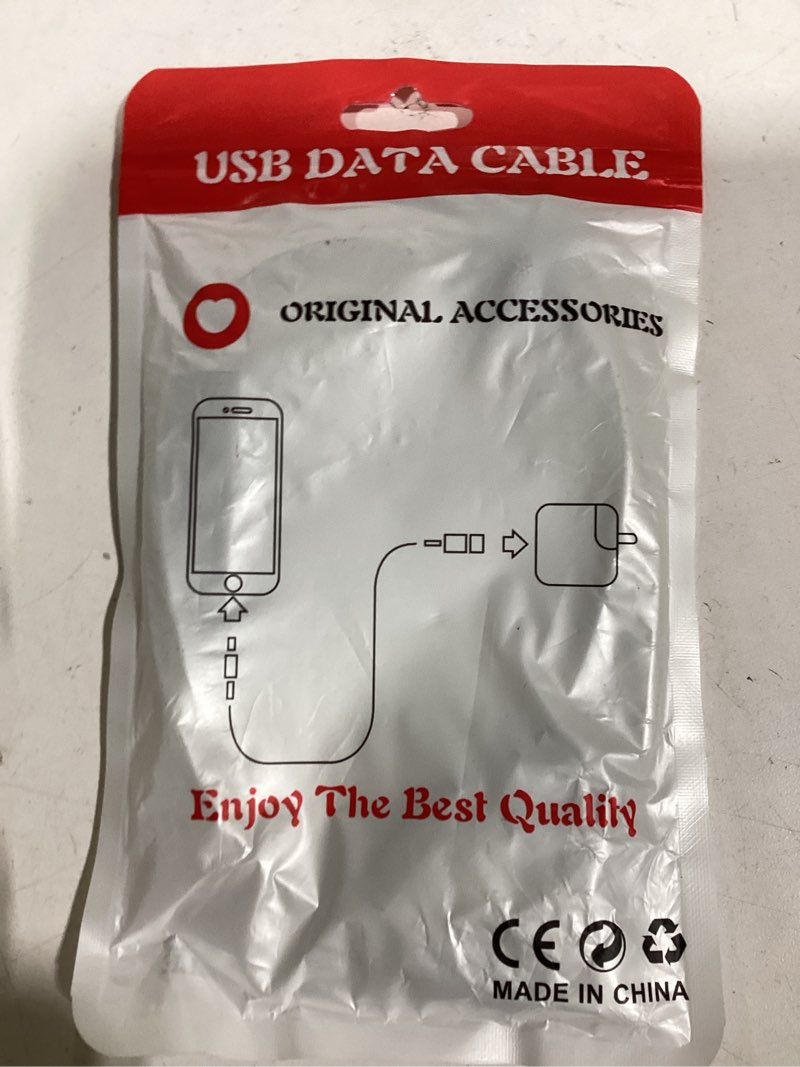 USB DATA CABLE
ORIGINAL ACCESSORIES
Enjoy The Best Quality
CE
MADE IN CHINA